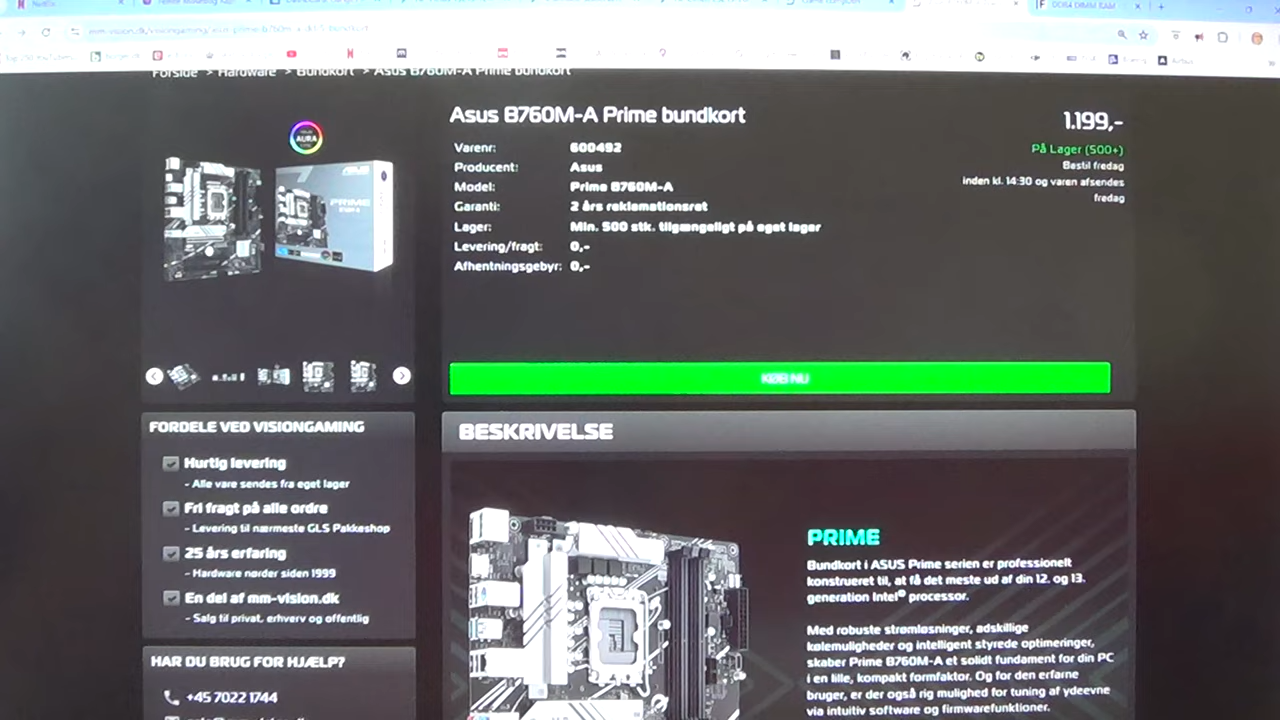 Netflix
DDR4 DIMM RAM
Forside > Hardware > Bundkort > Asus B760M-A Prime bundkort
AURA
ASUS
PRIME
Asus B760M-A Prime bundkort
1.199,-
Varenr: 600492
På Lager (500+)
Producent: Asus
Bestil fredag
Model: Prime B760M-A
inden kl. 14:30 og varen afsendes
fredag
Garanti: 2 års reklamationsret
Lager: Min. 500 stk. tilgængeligt på eget lager
Levering/fragt: 0,-
Afhentningsgebyr: 0,-
KØB NU
FORDELE VED VISIONGAMING
Hurtig levering
- Alle vare sendes fra eget lager
Fri fragt på alle ordre
- Levering til nærmeste GLS Pakkeshop
25 års erfaring
- Hardware nørder siden 1999
En del af mm-vision.dk
- Salg til privat, erhverv og offentlig
HAR DU BRUG FOR HJÆLP?
+45 7022 1744
BESKRIVELSE
PRIME
Bundkort i ASUS Prime serien er professionelt
konstrueret til, at få det meste ud af din 12. og 13.
generation Intel® processor.
Med robuste strømløsninger, adskillige
kølemuligheder og intelligent styrede optimeringer,
skaber Prime B760M-A et solidt fundament for din PC
i en lille, kompakt formfaktor. Og for den erfarne
bruger, er der også rig mulighed for tuning af ydeevne
via intuitiv software og firmwarefunktioner.